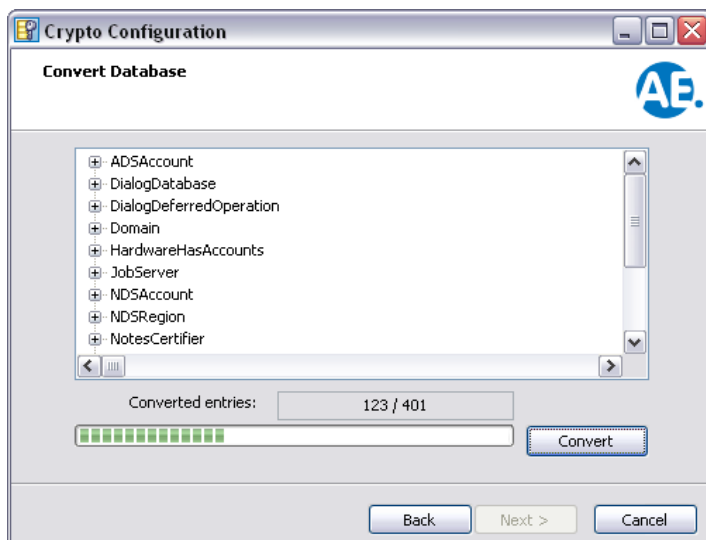 Crypto Configuration
Convert Database
AE.
ADSAccount
DialogDatabase
DialogDeferredOperation
Domain
HardwareHasAccounts
JobServer
NDSAccount
NDSRegion
NotesCertifier
Converted entries: 123 / 401
Convert
Back Next > Cancel